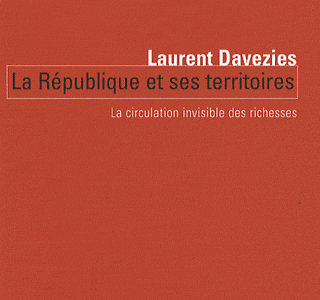 Laurent Davezies
La République et ses territoires
La circulation invisible des richesses